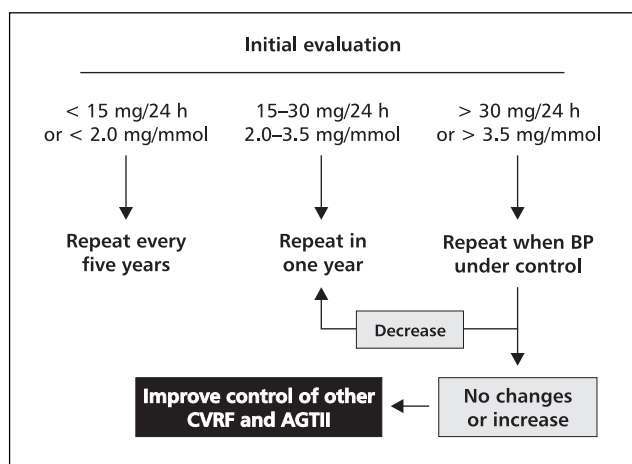 Initial evaluation
< 15 mg/24 h
or < 2.0 mg/mmol
15–30 mg/24 h
2.0–3.5 mg/mmol
> 30 mg/24 h
or > 3.5 mg/mmol
Repeat every
five years
Repeat in
one year
Repeat when BP
under control
Decrease
Improve control of other
CVRF and AGTII
No changes
or increase